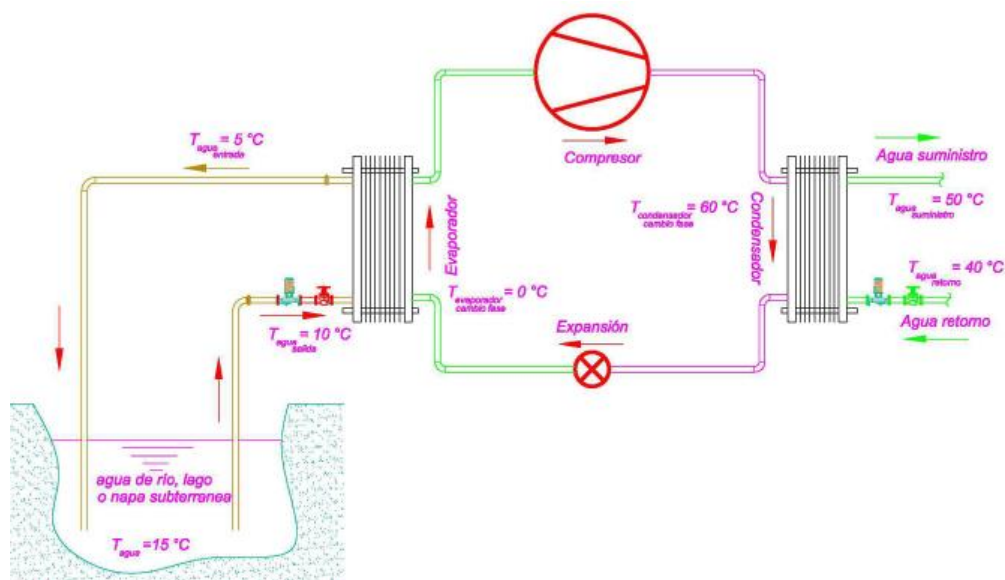 T agua entrada = 5 °C
Compresor
Agua suministro
T agua suministro = 50 °C
T condensador cambio fase = 60 °C
Evaporador
Condensador
T agua retorno = 40 °C
T evaporador cambio fase = 0 °C
Expansión
Agua retorno
T agua salida = 10 °C
agua de río, lago
o napa subterranea
T agua =15 °C